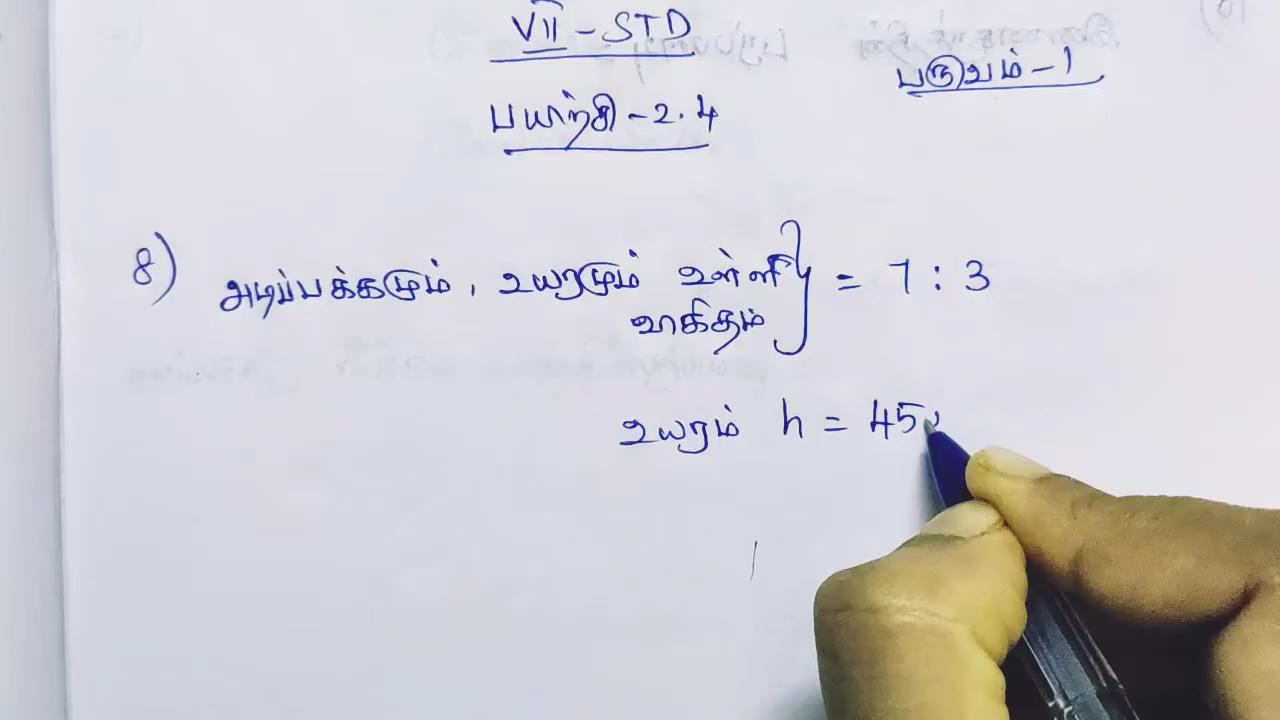 VII - STD
பருவம் - 1
பயிற்சி - 2.4
8) அடிப்பக்கமும், உயரமும் உள்ள = 7 : 3
விகிதம்
உயரம் h = 45